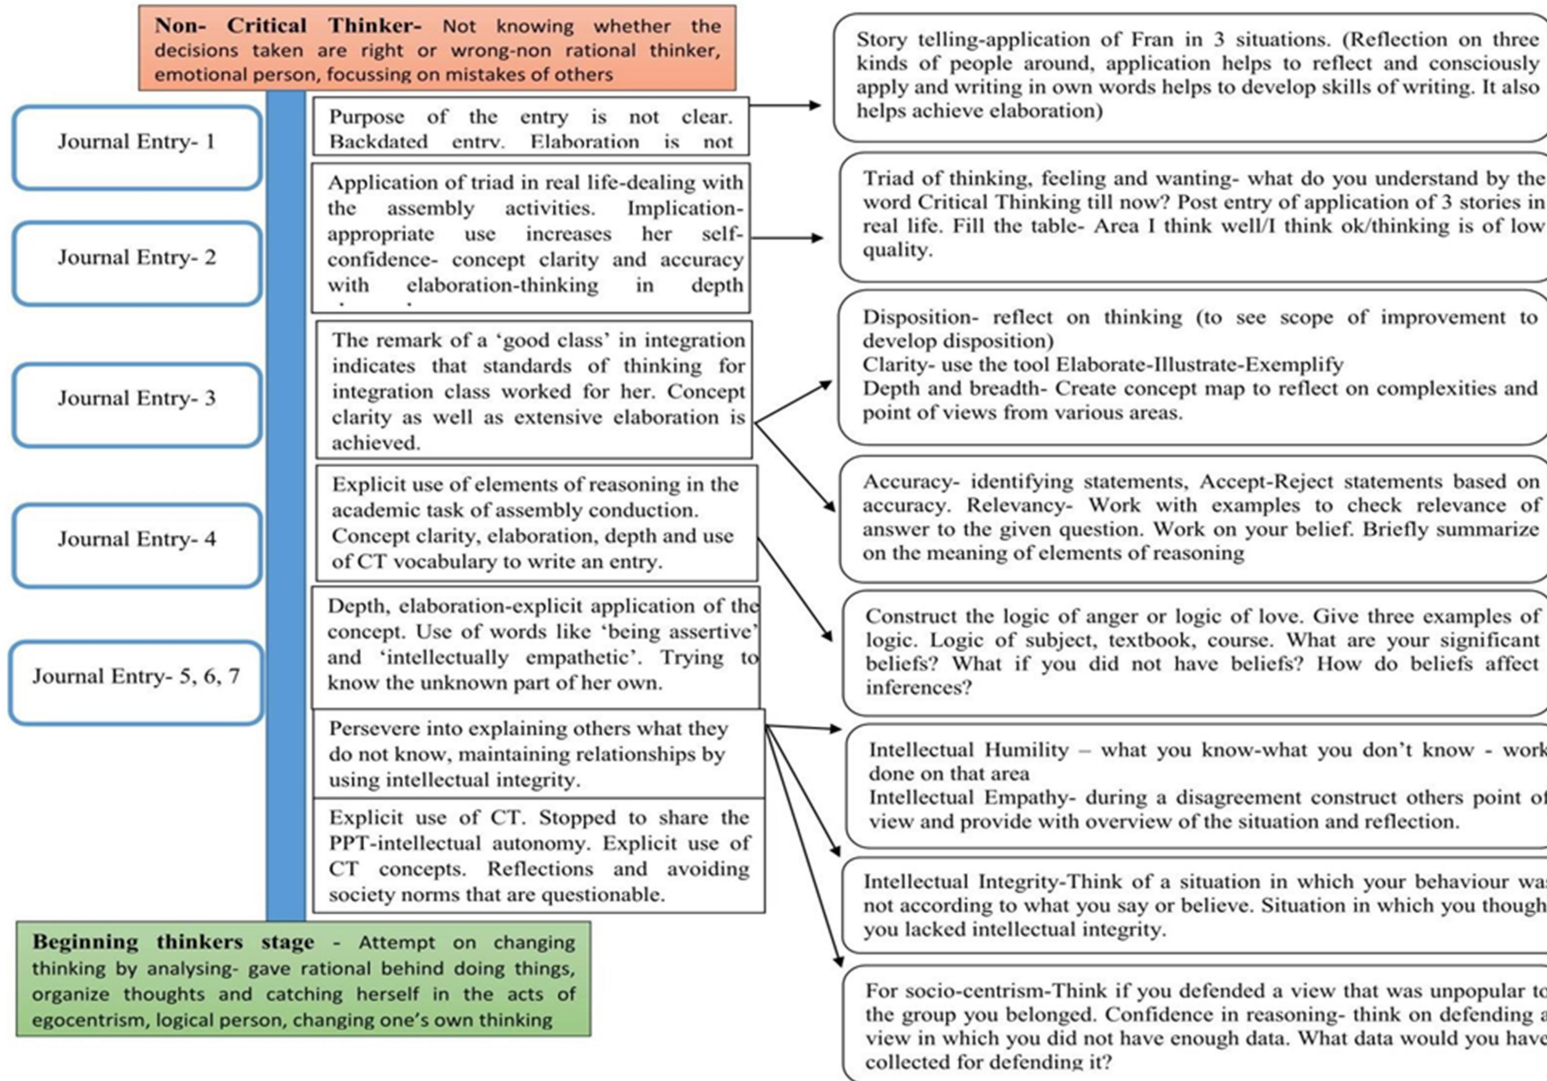 Non- Critical Thinker- Not knowing whether the
decisions taken are right or wrong-non rational thinker,
emotional person, focussing on mistakes of others
Journal Entry- 1
Journal Entry- 2
Journal Entry- 3
Journal Entry- 4
Journal Entry- 5, 6, 7
Purpose of the entry is not clear.
Backdated entry. Elaboration is not
Application of triad in real life-dealing with
the assembly activities. Implication-
appropriate use increases her self-
confidence- concept clarity and accuracy
with elaboration-thinking in depth
The remark of a ‘good class’ in integration
indicates that standards of thinking for
integration class worked for her. Concept
clarity as well as extensive elaboration is
achieved.
Explicit use of elements of reasoning in the
academic task of assembly conduction.
Concept clarity, elaboration, depth and use
of CT vocabulary to write an entry.
Depth, elaboration-explicit application of the
concept. Use of words like ‘being assertive’
and ‘intellectually empathetic’. Trying to
know the unknown part of her own.
Persevere into explaining others what they
do not know, maintaining relationships by
using intellectual integrity.
Explicit use of CT. Stopped to share the
PPT-intellectual autonomy. Explicit use of
CT concepts. Reflections and avoiding
society norms that are questionable.
Beginning thinkers stage - Attempt on changing
thinking by analysing- gave rational behind doing things,
organize thoughts and catching herself in the acts of
egocentrism, logical person, changing one’s own thinking
Story telling-application of Fran in 3 situations. (Reflection on three
kinds of people around, application helps to reflect and consciously
apply and writing in own words helps to develop skills of writing. It also
helps achieve elaboration)
Triad of thinking, feeling and wanting- what do you understand by the
word Critical Thinking till now? Post entry of application of 3 stories in
real life. Fill the table- Area I think well/I think ok/thinking is of low
quality.
Disposition- reflect on thinking (to see scope of improvement to
develop disposition)
Clarity- use the tool Elaborate-Illustrate-Exemplify
Depth and breadth- Create concept map to reflect on complexities and
point of views from various areas.
Accuracy- identifying statements, Accept-Reject statements based on
accuracy. Relevancy- Work with examples to check relevance of
answer to the given question. Work on your belief. Briefly summarize
on the meaning of elements of reasoning
Construct the logic of anger or logic of love. Give three examples of
logic. Logic of subject, textbook, course. What are your significant
beliefs? What if you did not have beliefs? How do beliefs affect
inferences?
Intellectual Humility – what you know-what you don’t know - work
done on that area
Intellectual Empathy- during a disagreement construct others point of
view and provide with overview of the situation and reflection.
Intellectual Integrity-Think of a situation in which your behaviour was
not according to what you say or believe. Situation in which you though
you lacked intellectual integrity.
For socio-centrism-Think if you defended a view that was unpopular to
the group you belonged. Confidence in reasoning- think on defending a
view in which you did not have enough data. What data would you have
collected for defending it?